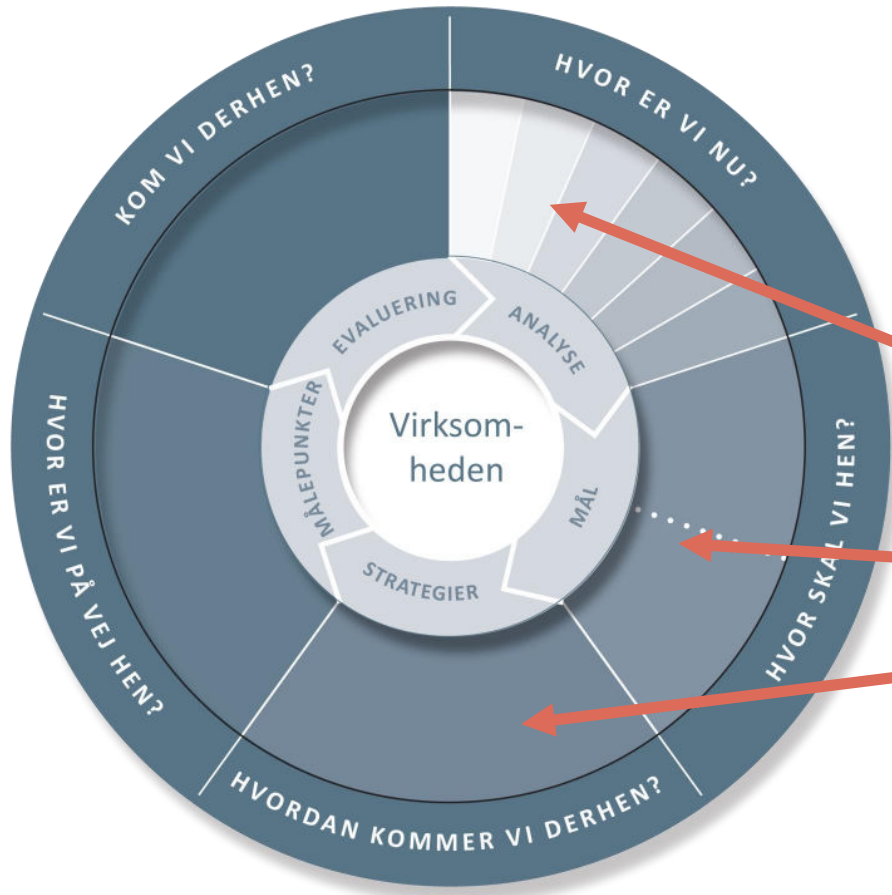 HVOR ER VI NU?
HVOR SKAL VI HEN?
HVORDAN KOMMER VI DERHEN?
HVOR ER VI PÅ VEJ HEN?
KOM VI DERHEN?
ANALYSE
MÅL
STRATEGIER
MÅLEPUNKTER
EVALUERING
Virksom-
heden